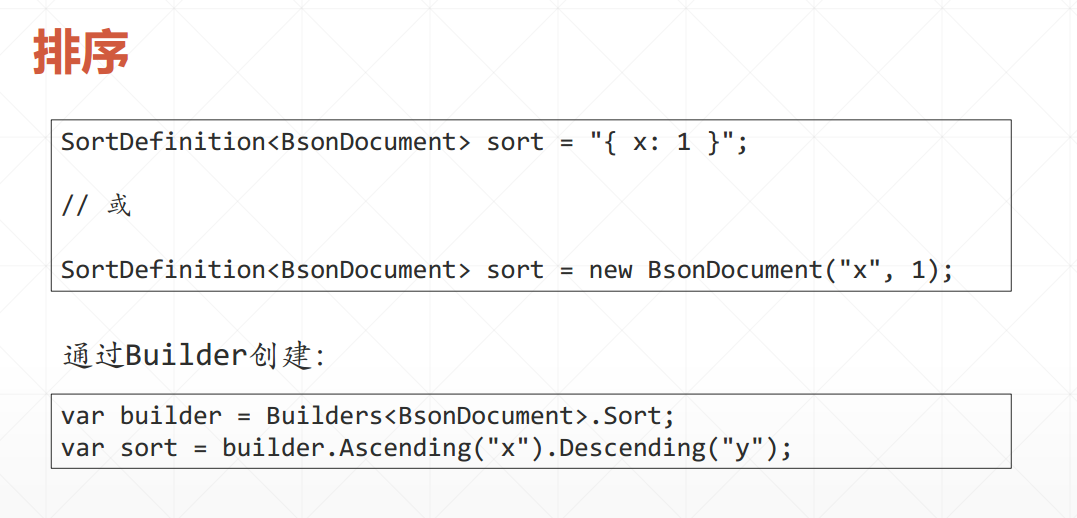 排序
SortDefinition<BsonDocument> sort = "{ x: 1 }";
// 或
SortDefinition<BsonDocument> sort = new BsonDocument("x", 1);
通过Builder创建:
var builder = Builders<BsonDocument>.Sort;
var sort = builder.Ascending("x").Descending("y");